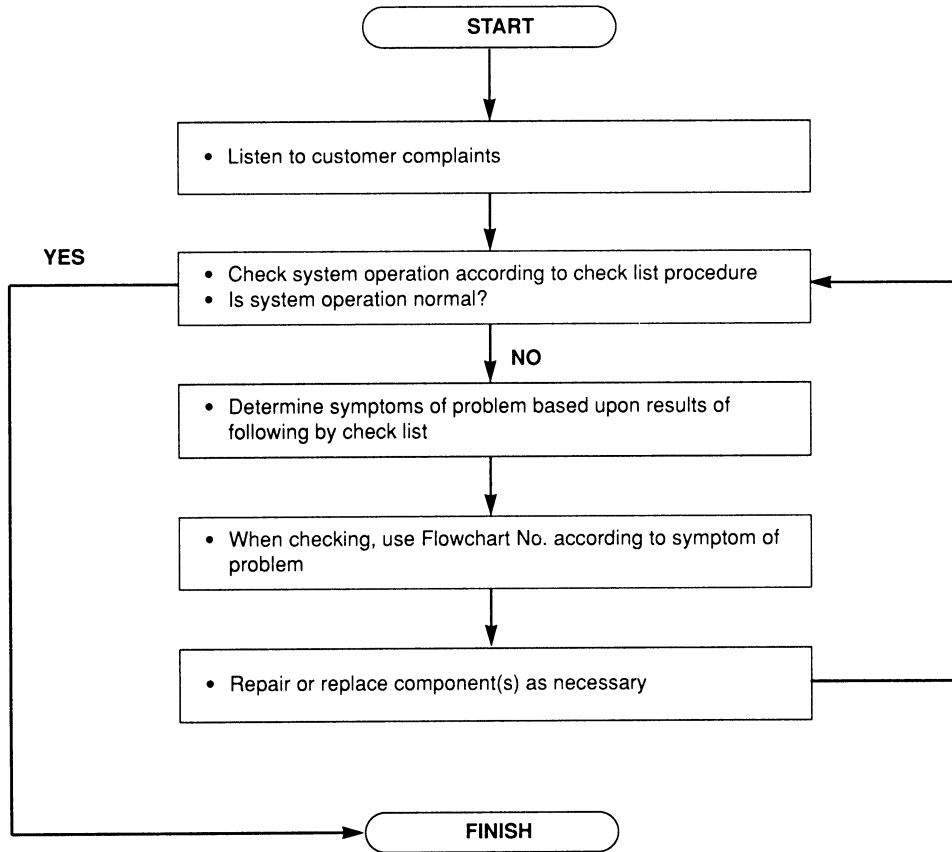 START
• Listen to customer complaints
YES
• Check system operation according to check list procedure
• Is system operation normal?
NO
• Determine symptoms of problem based upon results of
following by check list
• When checking, use Flowchart No. according to symptom of
problem
• Repair or replace component(s) as necessary
FINISH